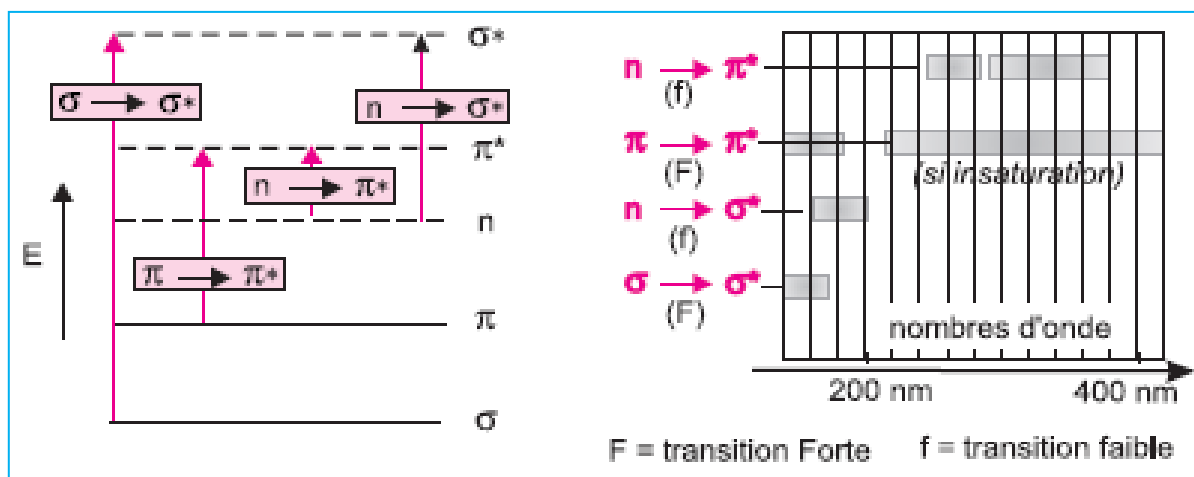 σ*
σ → σ*
n → σ*
π*
n → π*
n
E
π → π*
π
σ
n → π*
(f)
π → π*
(F)
(si insaturation)
n → σ*
(f)
σ → σ*
(F)
nombres d'onde
200 nm
400 nm
F = transition Forte
f = transition faible